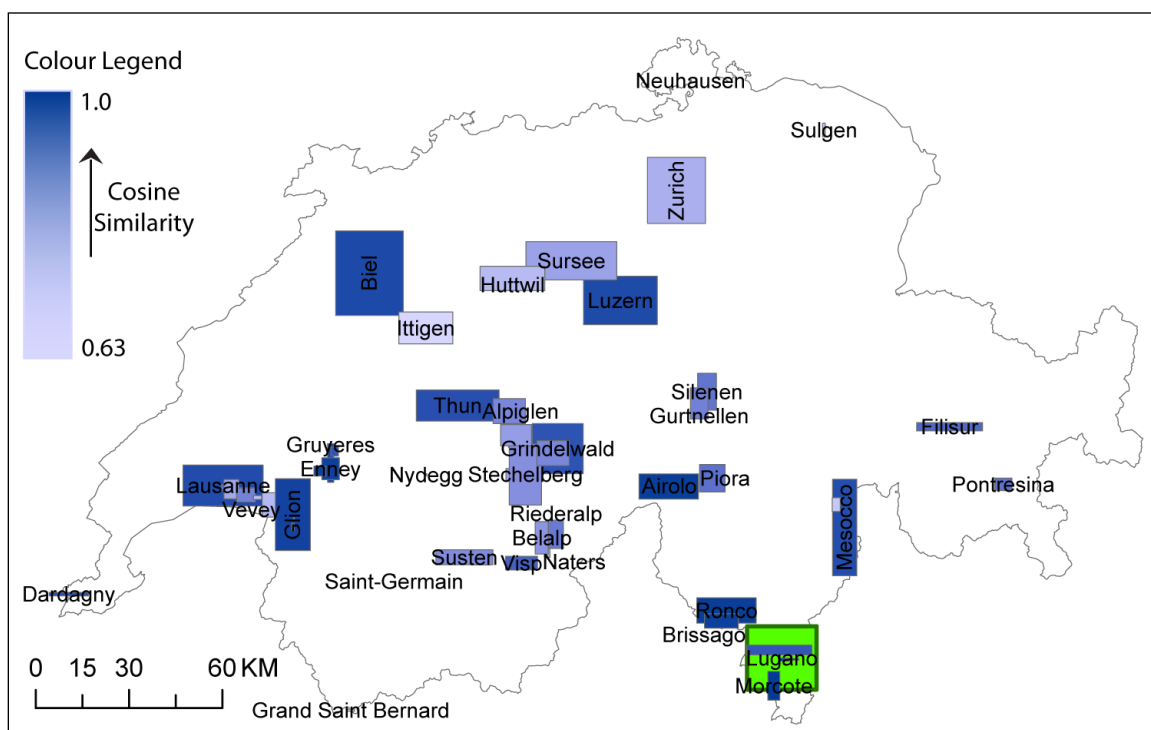 Colour Legend
1.0
Cosine
Similarity
0.63
Neuhausen
Sulgen
Zurich
Sursee
Biel
Huttwil
Luzern
Ittigen
Silenen
Thun
Alpiglen
Gurtnellen
Filisur
Gruyeres
Grindelwald
Enney
Nydegg
Stechelberg
Lausanne
Airolo
Piora
Pontresina
Vevey
Glion
Riederalp
Mesocco
Belalp
Susten
Visp
Naters
Saint-Germain
Dardagny
Ronco
Brissago
Lugano
Morcote
0 15 30 60 KM
Grand Saint Bernard